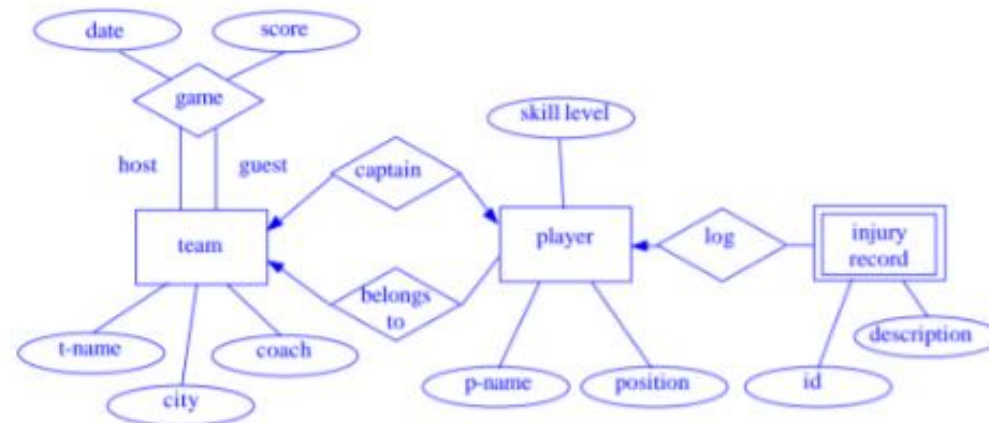 date
score
game
host
guest
skill level
captain
team
player
log
injury
record
belongs
to
t-name
coach
city
p-name
position
id
description